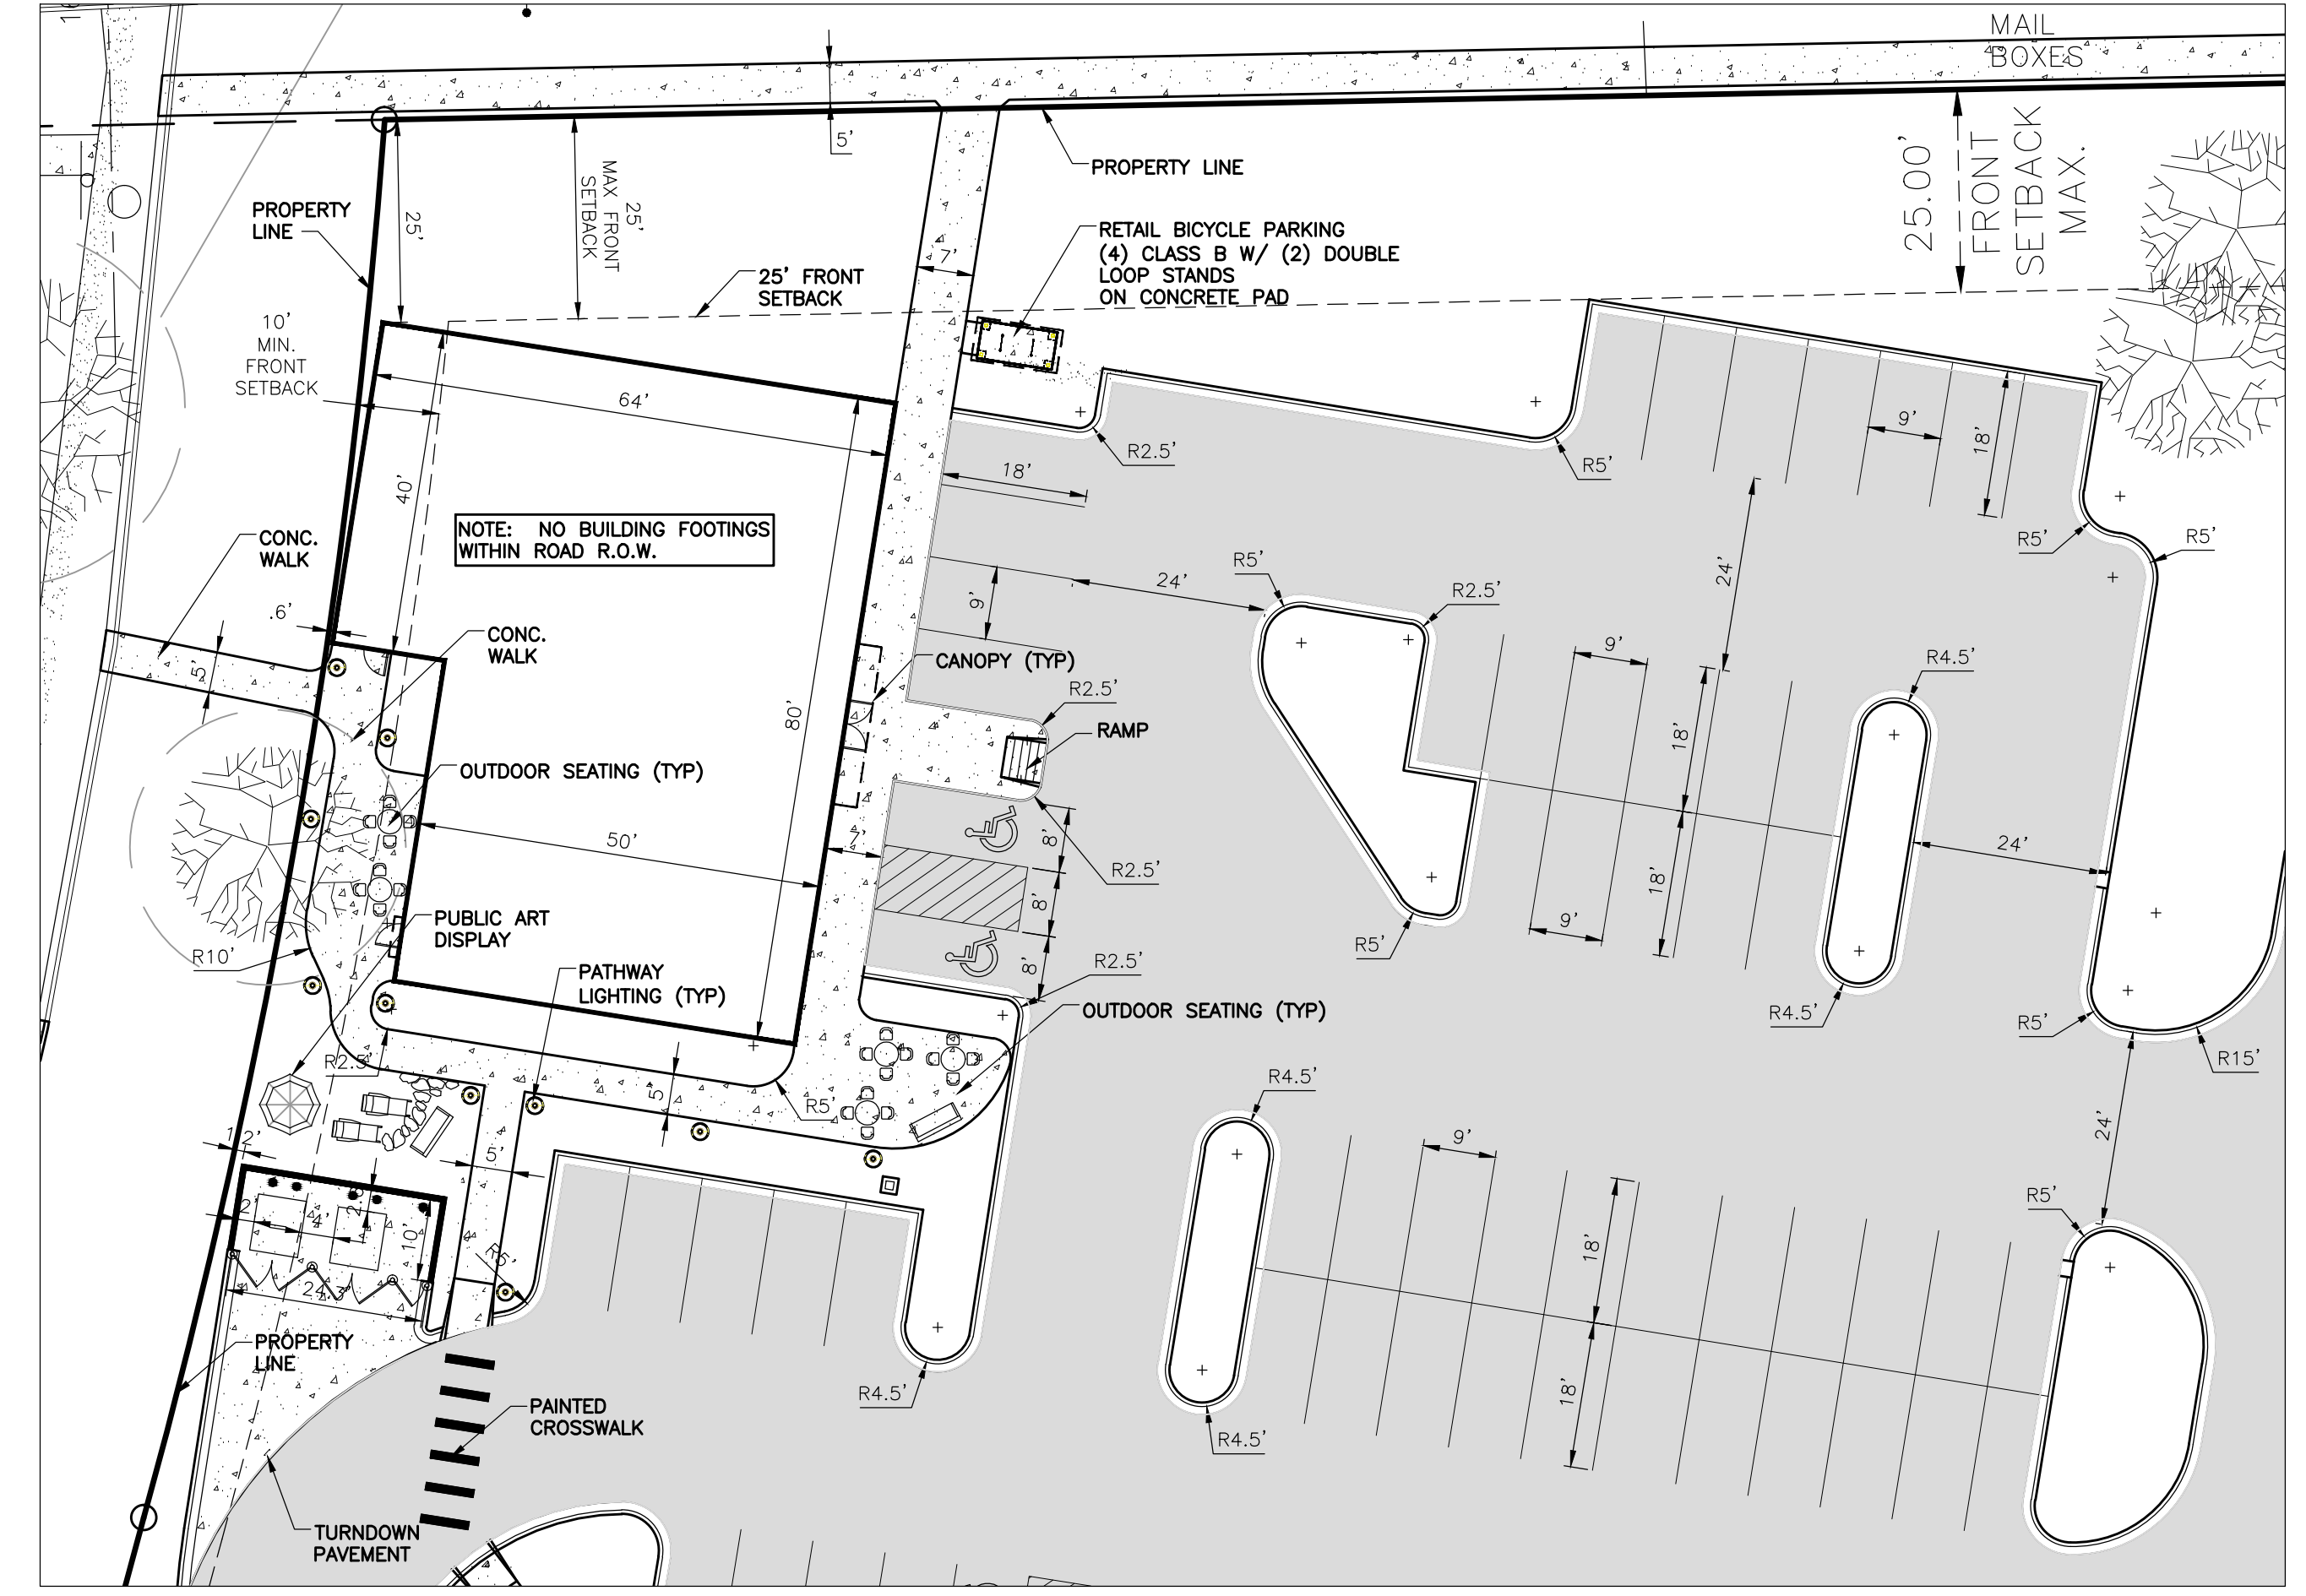 MAIL
BOXES
5'
PROPERTY LINE
25.00'
FRONT
SETBACK
MAX.
PROPERTY
LINE
25'
25'
MAX FRONT
SETBACK
RETAIL BICYCLE PARKING
(4) CLASS B W/ (2) DOUBLE
LOOP STANDS
ON CONCRETE PAD
7'
25' FRONT
SETBACK
10'
MIN.
FRONT
SETBACK
64'
40'
R2.5'
R5'
9'
18'
18'
NOTE: NO BUILDING FOOTINGS
WITHIN ROAD R.O.W.
CONC.
WALK
R5'
R5'
R5'
R2.5'
24'
24'
9'
.6'
CONC.
WALK
5'
CANOPY (TYP)
9'
R4.5'
R2.5'
RAMP
80'
18'
OUTDOOR SEATING (TYP)
50'
7'
8'
24'
R2.5'
18'
8'
PUBLIC ART
DISPLAY
9'
R5'
R10'
8'
R2.5'
PATHWAY
LIGHTING (TYP)
OUTDOOR SEATING (TYP)
R4.5'
R5'
R2.5'
R15'
R4.5'
5'
R5'
24'
9'
5'
R5'
2'
4'
10'
18'
R5'
24.3'
PROPERTY
LINE
R4.5'
18'
PAINTED
CROSSWALK
R4.5'
TURNDOWN
PAVEMENT